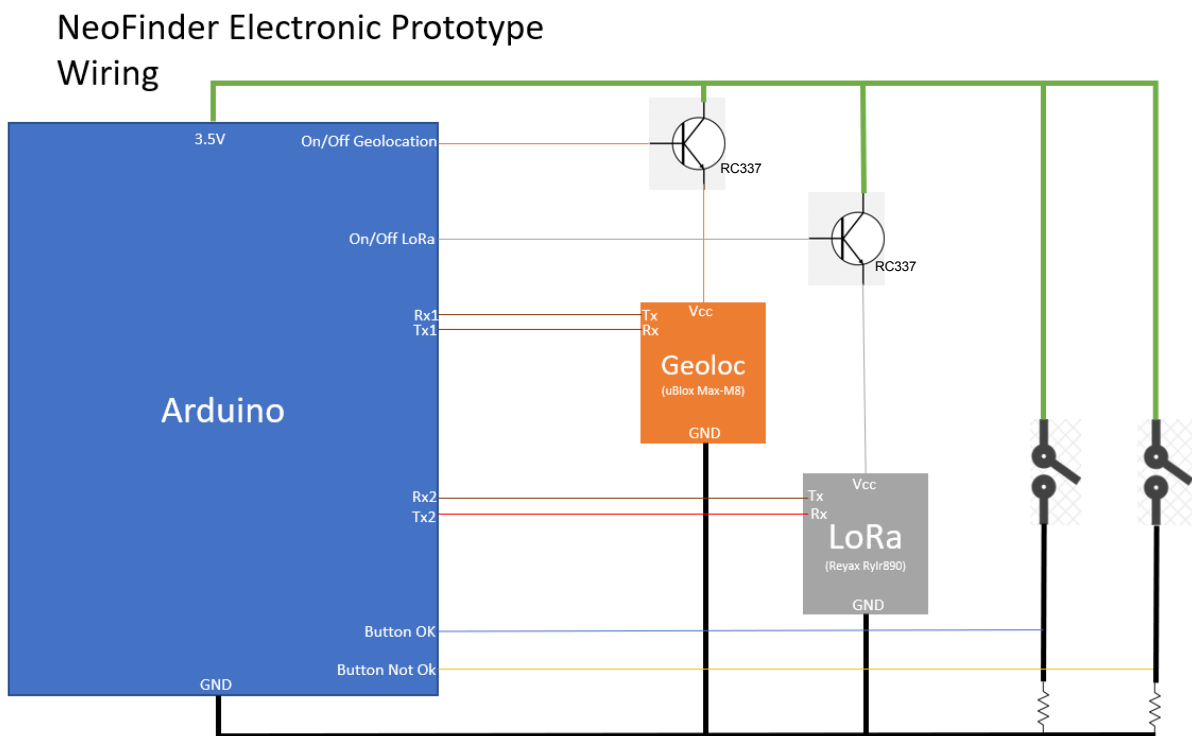 NeoFinder Electronic Prototype
Wiring
3.5V
On/Off Geolocation
RC337
On/Off LoRa
RC337
Rx1
Tx1
Tx
Rx
Vcc
Geoloc
(uBlox Max-M8)
GND
Arduino
Rx2
Tx2
Tx
Rx
Vcc
LoRa
(Reyax Rylr890)
GND
Button OK
Button Not Ok
GND